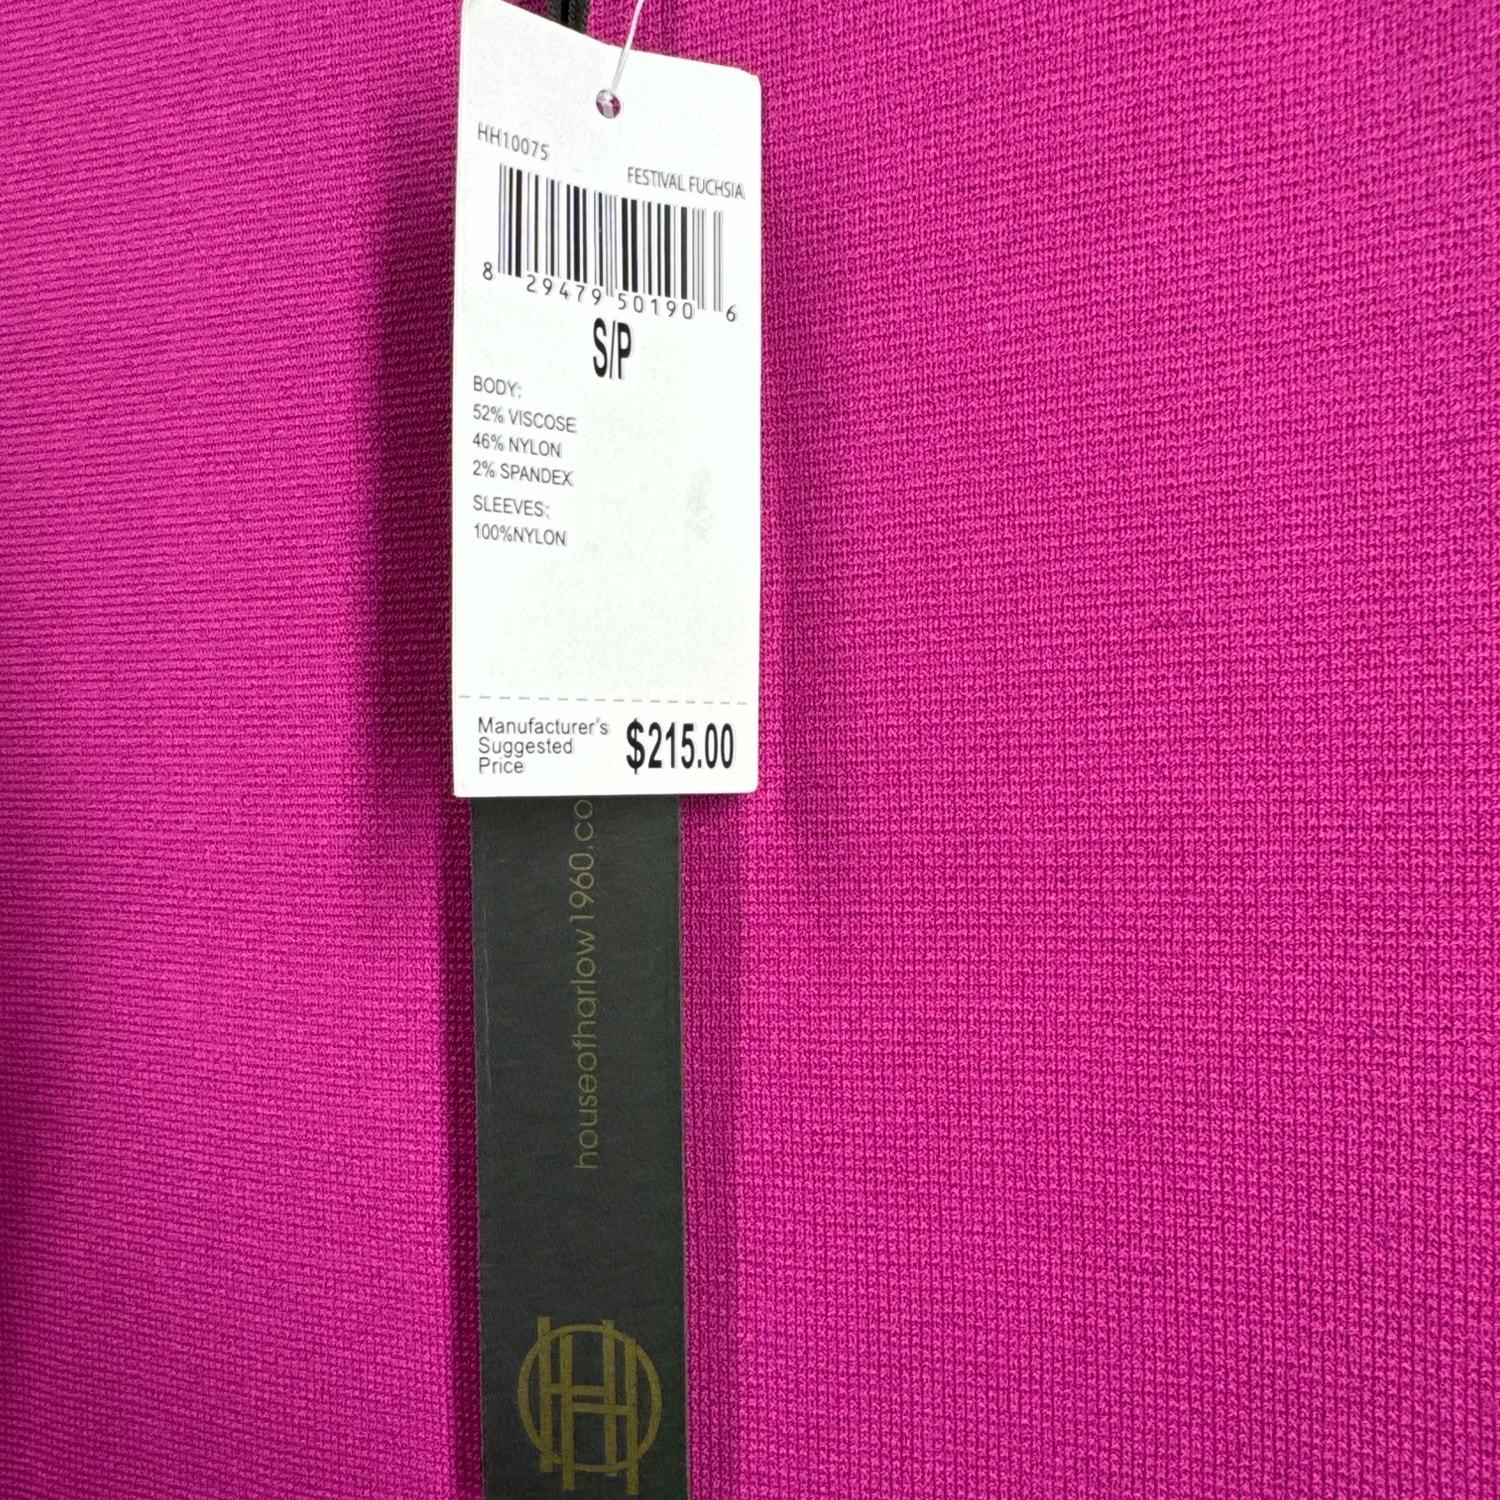 HH10075
FESTIVAL FUCHSIA
8 29479 50190 6
S/P
BODY:
52% VISCOSE
46% NYLON
2% SPANDEX
SLEEVES:
100%NYLON
Manufacturer's
Suggested
Price
$215.00
houseofharlow1960.co